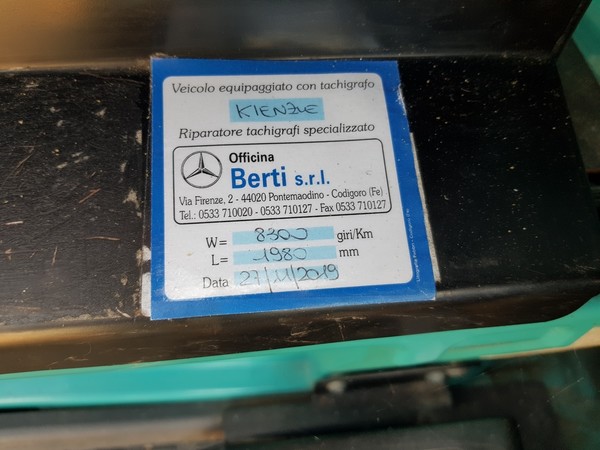 Veicolo equipaggiato con tachigrafo
KIENZLE
Riparatore tachigrafi specializzato
Officina
Berti s.r.l.
Via Firenze, 2 - 44020 Pontemaodino - Codigoro (Fe)
Tel.: 0533 710020 - 0533 710127 - Fax 0533 710127
W= 8300 giri/Km
L= 1980 mm
Data 27/11/2019